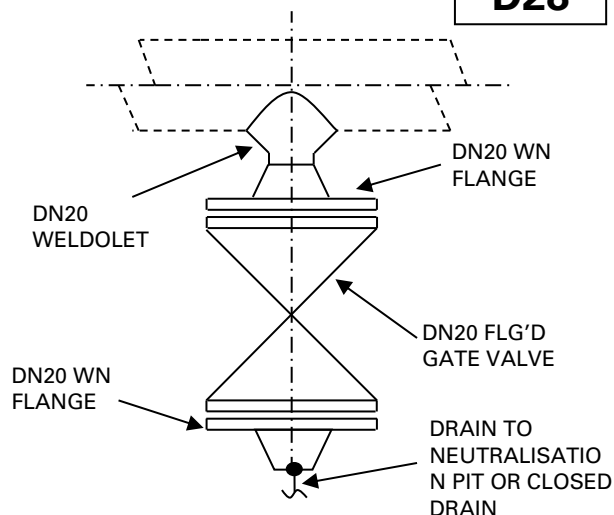 D28
DN20 WN
FLANGE
DN20
WELDOLET
DN20 FLG'D
GATE VALVE
DN20 WN
FLANGE
DRAIN TO
NEUTRALISATIO
N PIT OR CLOSED
DRAIN